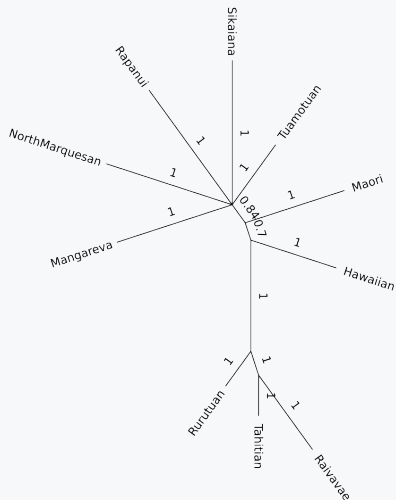 Sikaiana
Rapanui
Tuamotuan
NorthMarquesan
Maori
Mangareva
Hawaiian
Rurutuan
Tahitian
Raivavae
1
1
1
1
1
1
0.84
0.7
1
1
1
1
1
1